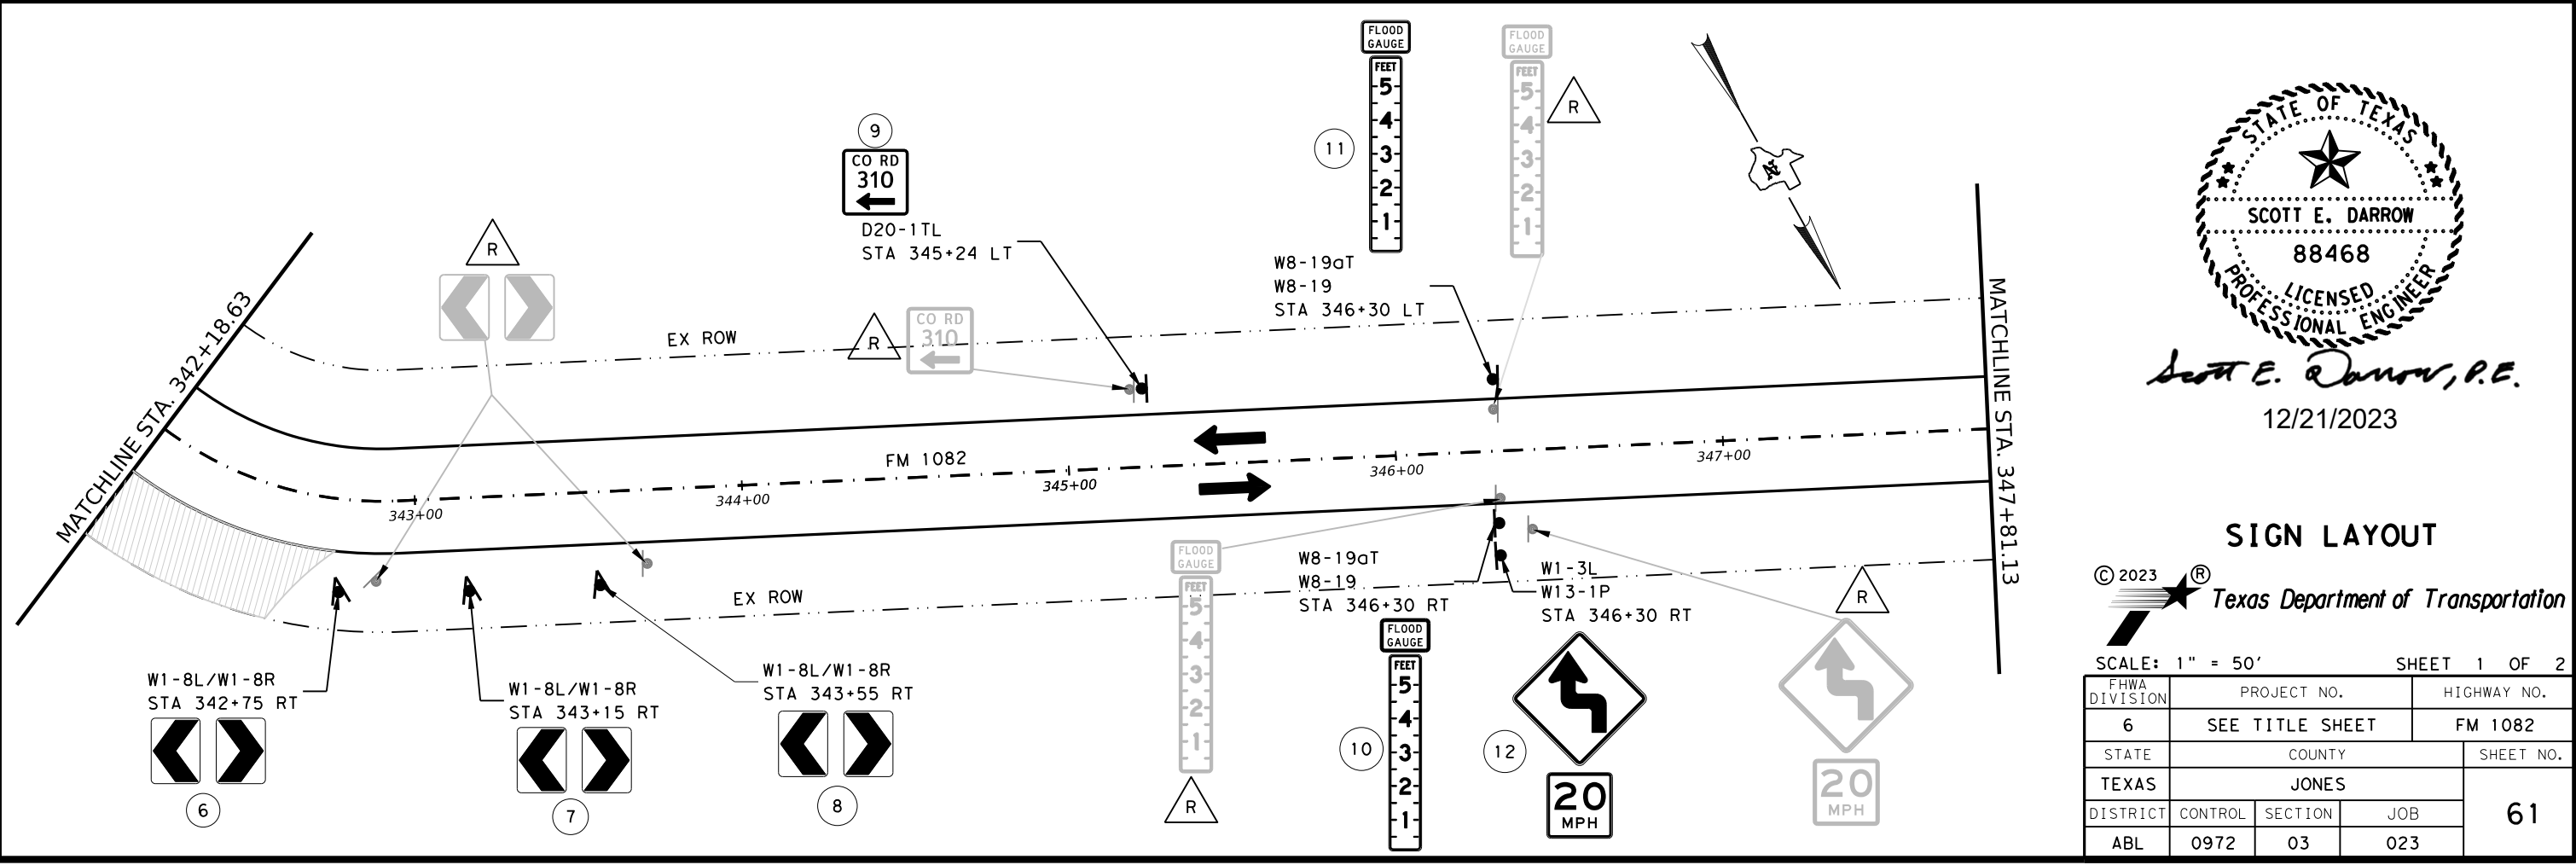 FLOOD
GAUGE
FEET
5
4
3
2
1
FLOOD
GAUGE
FEET
5
4
3
2
1
R
11
9
CO RD
310
D20-1TL
STA 345+24 LT
W8-19aT
W8-19
STA 346+30 LT
N
R
R
CO RD
310
EX ROW
MATCHLINE STA. 342+18.63
MATCHLINE STA. 347+81.13
FM 1082
343+00
344+00
345+00
346+00
347+00
EX ROW
W1-8L/W1-8R
STA 342+75 RT
6
W1-8L/W1-8R
STA 343+15 RT
7
W1-8L/W1-8R
STA 343+55 RT
8
FLOOD
GAUGE
FEET
5
4
3
2
1
R
W8-19aT
W8-19
STA 346+30 RT
FLOOD
GAUGE
FEET
5
4
3
2
1
10
W1-3L
W13-1P
STA 346+30 RT
12
20
MPH
R
20
MPH
STATE OF TEXAS
SCOTT E. DARROW
88468
LICENSED
PROFESSIONAL ENGINEER
Scott E. Darrow, P.E.
12/21/2023
SIGN LAYOUT
© 2023 ®
Texas Department of Transportation
SCALE: 1" = 50' SHEET 1 OF 2
FHWA DIVISION PROJECT NO. HIGHWAY NO.
6 SEE TITLE SHEET FM 1082
STATE COUNTY SHEET NO.
TEXAS JONES 61
DISTRICT CONTROL SECTION JOB
ABL 0972 03 023